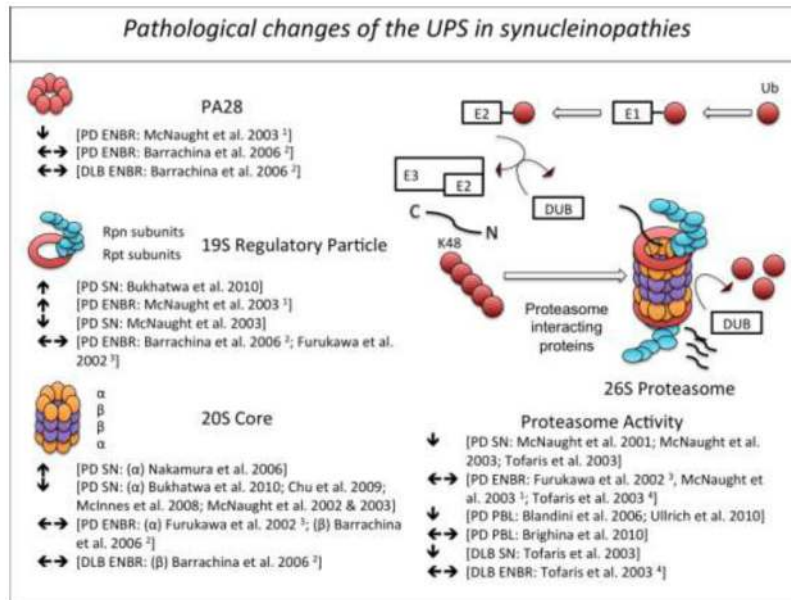 Pathological changes of the UPS in synucleinopathies
PA28
↓ [PD ENBR: McNaught et al. 2003 ¹]
↔ [PD ENBR: Barrachina et al. 2006 ²]
↔ [DLB ENBR: Barrachina et al. 2006 ²]
Rpn subunits
Rpt subunits
19S Regulatory Particle
↑ [PD SN: Bukhatwa et al. 2010]
↑ [PD ENBR: McNaught et al. 2003 ¹]
↓ [PD SN: McNaught et al. 2003]
↔ [PD ENBR: Barrachina et al. 2006 ²; Furukawa et al.
2002 ³]
α
β
β
α
20S Core
↑ [PD SN: (α) Nakamura et al. 2006]
↓ [PD SN: (α) Bukhatwa et al. 2010; Chu et al. 2009;
McInnes et al. 2008; McNaught et al. 2002 & 2003]
↔ [PD ENBR: (α) Furukawa et al. 2002 ³; (β) Barrachina
et al. 2006 ²]
↔ [DLB ENBR: (β) Barrachina et al. 2006 ²]
Ub
E2
E1
E3
E2
DUB
C
N
K48
Proteasome
interacting
proteins
DUB
26S Proteasome
Proteasome Activity
↓ [PD SN: McNaught et al. 2001; McNaught et al.
2003; Tofaris et al. 2003]
↔ [PD ENBR: Furukawa et al. 2002 ³, McNaught et
al. 2003 ¹; Tofaris et al. 2003 ⁴]
↓ [PD PBL: Blandini et al. 2006; Ullrich et al. 2010]
↔ [PD PBL: Brighina et al. 2010]
↓ [DLB SN: Tofaris et al. 2003]
↔ [DLB ENBR: Tofaris et al. 2003 ⁴]